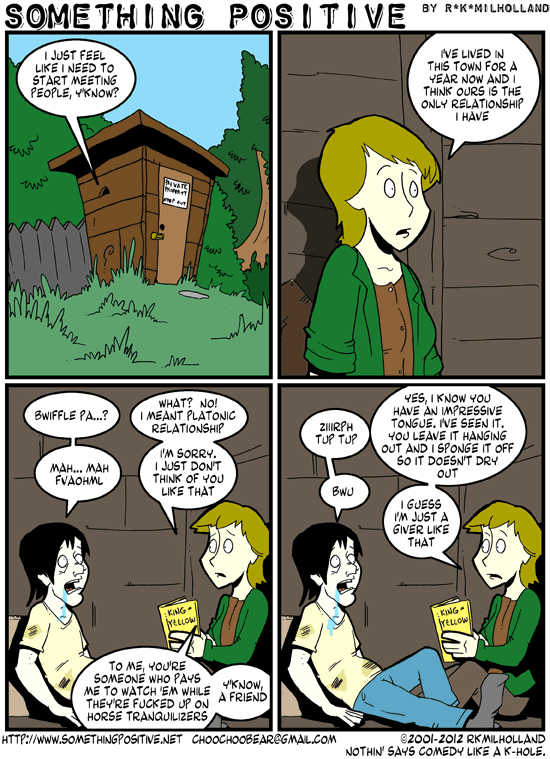 SOMETHING POSITIVE BY R*K*MILHOLLAND
I JUST FEEL
LIKE I NEED TO
START MEETING
PEOPLE, Y'KNOW?
PRIVATE
PROPERTY
KEEP OUT
I'VE LIVED IN
THIS TOWN FOR A
YEAR NOW AND I
THINK OURS IS THE
ONLY RELATIONSHIP
I HAVE
BWIFFLE PA...?
MAH... MAH
FVAOHML
WHAT? NO!
I MEANT PLATONIC
RELATIONSHIP
I'M SORRY.
I JUST DON'T
THINK OF YOU
LIKE THAT
KING
YELLOW
TO ME, YOU'RE
SOMEONE WHO PAYS
ME TO WATCH 'EM WHILE
THEY'RE FUCKED UP ON
HORSE TRANQUILIZERS
Y'KNOW,
A FRIEND
ZIIIRPH
TUP TUP
BWU
YES, I KNOW YOU
HAVE AN IMPRESSIVE
TONGUE. I'VE SEEN IT.
YOU LEAVE IT HANGING
OUT AND I SPONGE IT OFF
SO IT DOESN'T DRY
OUT
I GUESS
I'M JUST A
GIVER LIKE
THAT
KING
YELLOW
HTTP://WWW.SOMETHINGPOSITIVE.NET CHOOCHOOBEAR@GMAIL.COM ©2001-2012 RKMILHOLLAND
NOTHIN' SAYS COMEDY LIKE A K-HOLE.